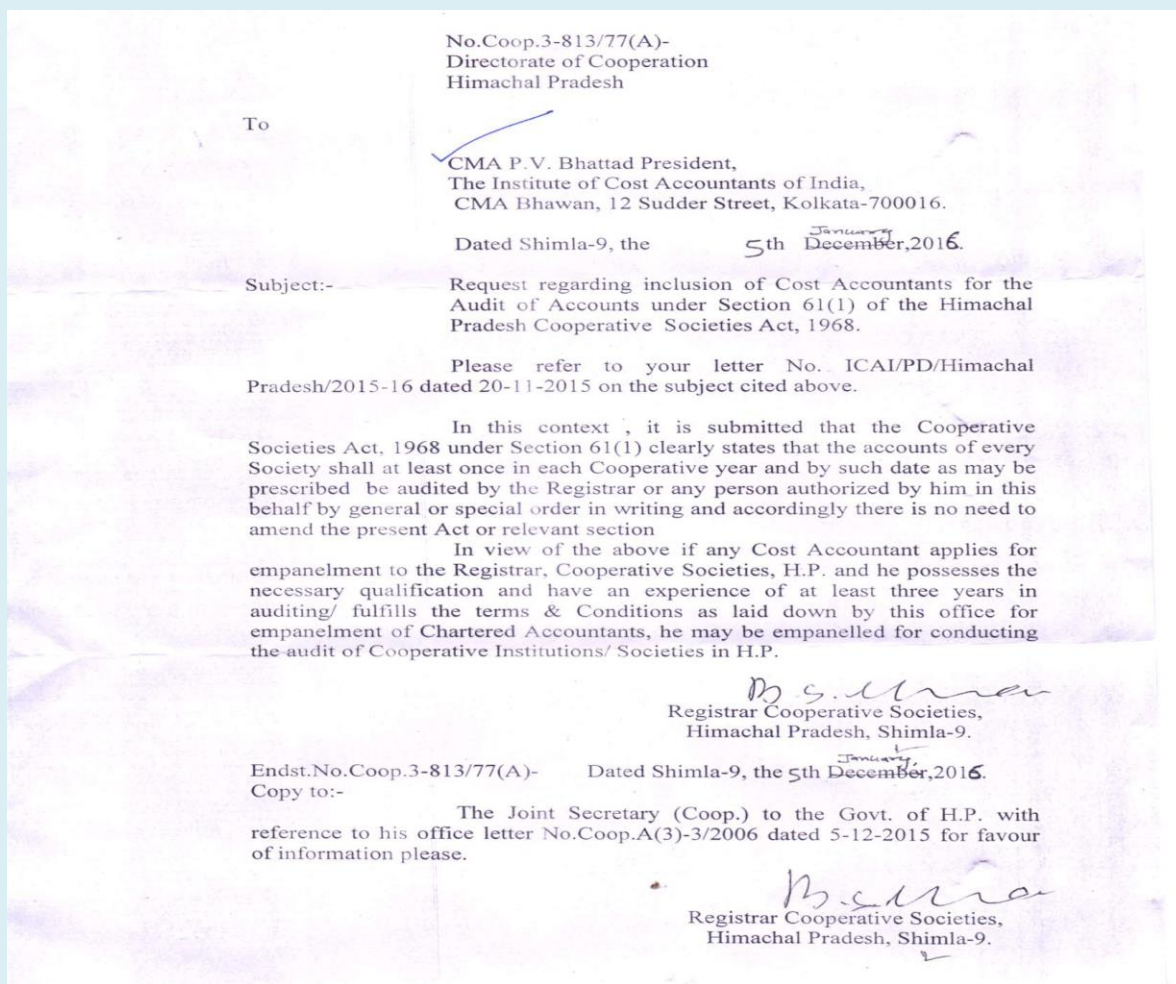 No.Coop.3-813/77(A)-
Directorate of Cooperation
Himachal Pradesh
To
CMA P.V. Bhattad President,
The Institute of Cost Accountants of India,
CMA Bhawan, 12 Sudder Street, Kolkata-700016.
January
Dated Shimla-9, the 5th December,2016.
Subject:- Request regarding inclusion of Cost Accountants for the
Audit of Accounts under Section 61(1) of the Himachal
Pradesh Cooperative Societies Act, 1968.
Please refer to your letter No. ICAI/PD/Himachal
Pradesh/2015-16 dated 20-11-2015 on the subject cited above.
In this context , it is submitted that the Cooperative
Societies Act, 1968 under Section 61(1) clearly states that the accounts of every
Society shall at least once in each Cooperative year and by such date as may be
prescribed be audited by the Registrar or any person authorized by him in this
behalf by general or special order in writing and accordingly there is no need to
amend the present Act or relevant section
In view of the above if any Cost Accountant applies for
empanelment to the Registrar, Cooperative Societies, H.P. and he possesses the
necessary qualification and have an experience of at least three years in
auditing/ fulfills the terms & Conditions as laid down by this office for
empanelment of Chartered Accountants, he may be empanelled for conducting
the audit of Cooperative Institutions/ Societies in H.P.
Registrar Cooperative Societies,
Himachal Pradesh, Shimla-9.
January,
Endst.No.Coop.3-813/77(A)- Dated Shimla-9, the 5th December,2016.
Copy to:-
The Joint Secretary (Coop.) to the Govt. of H.P. with
reference to his office letter No.Coop.A(3)-3/2006 dated 5-12-2015 for favour
of information please.
Registrar Cooperative Societies,
Himachal Pradesh, Shimla-9.